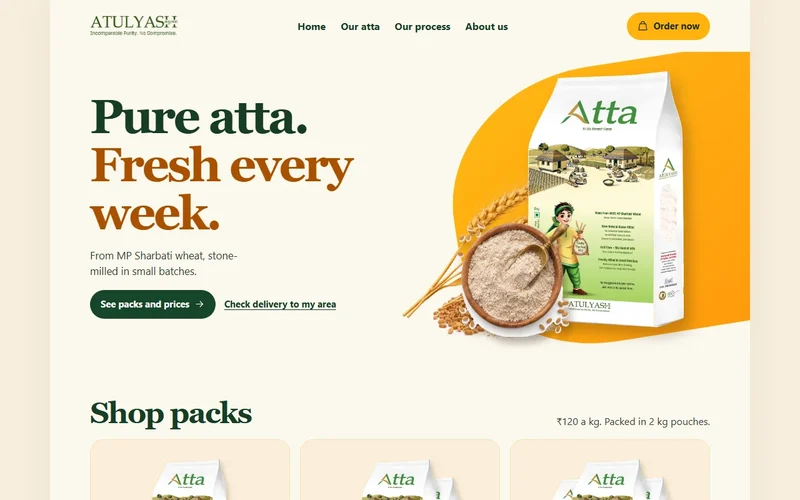 ATULYASH
Incomparable Purity. No Compromise.
Home
Our atta
Our process
About us
Order now
Pure atta.
Fresh every
week.
From MP Sharbati wheat, stone-
milled in small batches.
See packs and prices →
Check delivery to my area
Atta
ATULYASH
ATULYASH
Shop packs
₹120 a kg. Packed in 2 kg pouches.
Atta
Atta
Atta